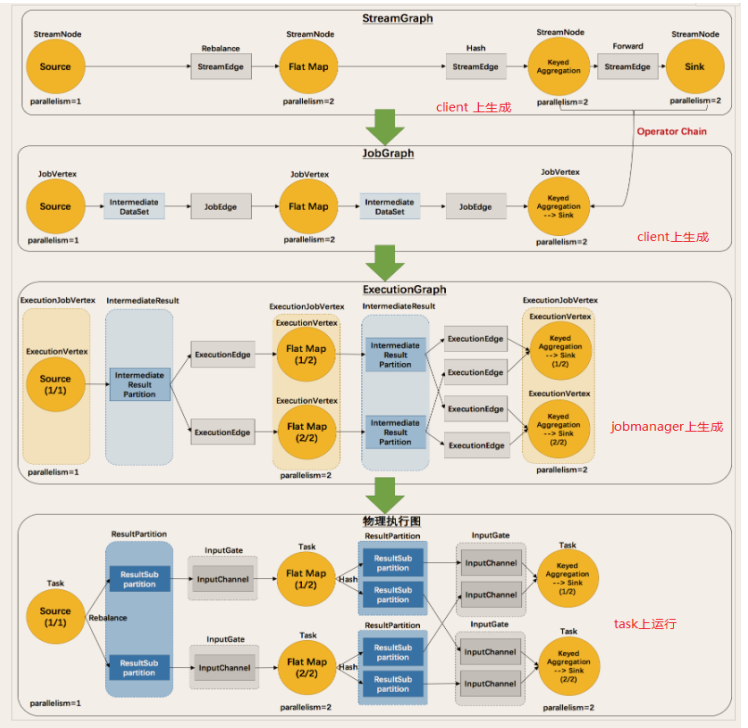 StreamGraph
StreamNode
StreamNode
StreamNode
StreamNode
Rebalance
Hash
Forward
Source
StreamEdge
Flat Map
StreamEdge
Keyed
Aggregation
StreamEdge
Sink
parallelism=1
parallelism=2
parallelism=2
parallelism=2
client 上生成
Operator Chain
JobGraph
JobVertex
JobVertex
JobVertex
Source
Intermediate
DataSet
JobEdge
Flat Map
Intermediate
DataSet
JobEdge
Keyed
Aggregation
--> Sink
parallelism=1
parallelism=2
parallelism=2
client上生成
ExecutionGraph
ExecutionJobVertex
IntermediateResult
ExecutionJobVertex
IntermediateResult
ExecutionJobVertex
ExecutionVertex
Source
(1/1)
Intermediate
Result
Partition
ExecutionEdge
ExecutionEdge
ExecutionVertex
Flat Map
(1/2)
ExecutionVertex
Flat Map
(2/2)
Intermediate
Result
Partition
Intermediate
Result
Partition
ExecutionEdge
ExecutionEdge
ExecutionEdge
ExecutionEdge
ExecutionVertex
Keyed
Aggregation
--> Sink
(1/2)
ExecutionVertex
Keyed
Aggregation
--> Sink
(2/2)
jobmanager上生成
parallelism=1
parallelism=2
parallelism=2
物理执行图
ResultPartition
Task
Source
(1/1)
Rebalance
ResultSub
partition
ResultSub
partition
InputGate
InputChannel
InputGate
InputChannel
Task
Flat Map
(1/2)
Hash
Task
Flat Map
(2/2)
Hash
ResultPartition
ResultSub
partition
ResultSub
partition
ResultPartition
ResultSub
partition
ResultSub
partition
InputGate
InputChannel
InputChannel
InputGate
InputChannel
InputChannel
Task
Keyed
Aggregation
--> Sink
(1/2)
Task
Keyed
Aggregation
--> Sink
(2/2)
task上运行
parallelism=1
parallelism=2
parallelism=2